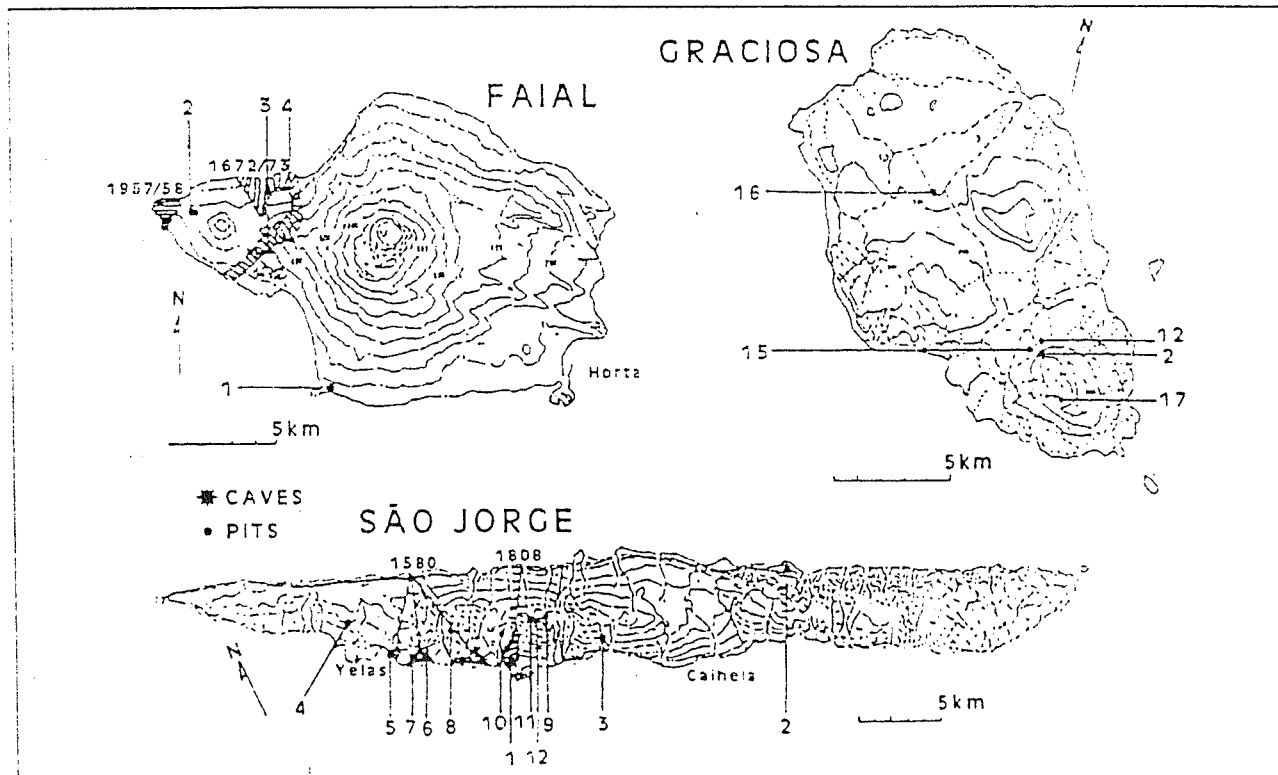 GRACIOSA
N
FAIAL
2 3 4
1672/73
1957/58
16
N
12
15
2
Horta
1
17
5km
5km
CAVES
SÃO JORGE
PITS
1580 1808
N
Velas
Calheta
4
5 7 6 8 10 11 9 3 2
5km
1 12